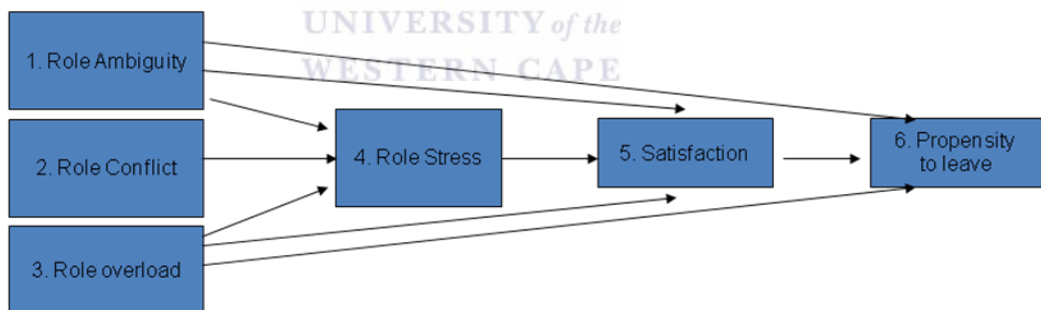 UNIVERSITY of the
WESTERN CAPE
1. Role Ambiguity
2. Role Conflict
3. Role overload
4. Role Stress
5. Satisfaction
6. Propensity
to leave